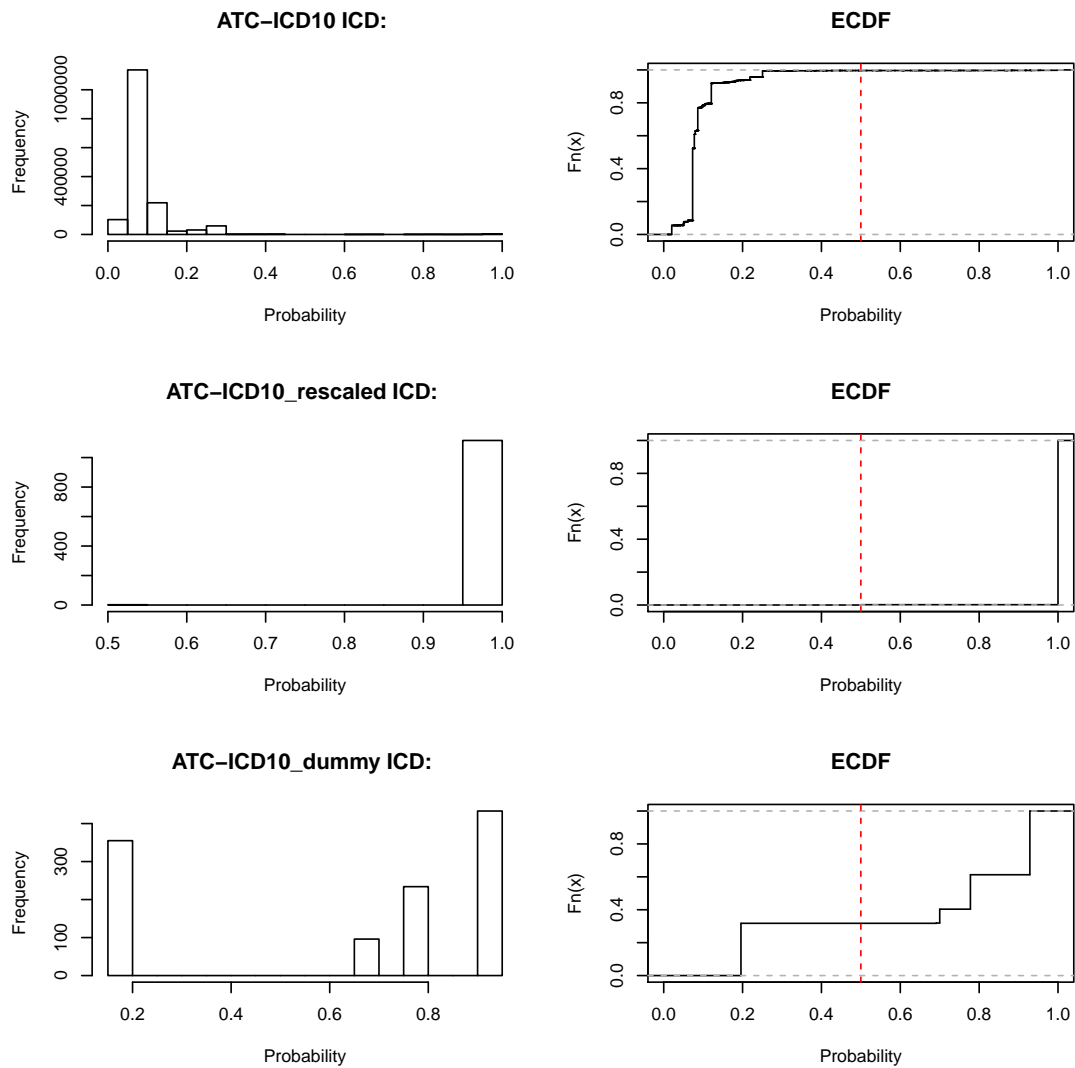 ATC−ICD10 ICD:
Frequency
0
400000
1000000
0.0 0.2 0.4 0.6 0.8 1.0
Probability
ECDF
Fn(x)
0.0
0.4
0.8
0.0 0.2 0.4 0.6 0.8 1.0
Probability
ATC−ICD10_rescaled ICD:
Frequency
0
400
800
0.5 0.6 0.7 0.8 0.9 1.0
Probability
ECDF
Fn(x)
0.0
0.4
0.8
0.0 0.2 0.4 0.6 0.8 1.0
Probability
ATC−ICD10_dummy ICD:
Frequency
0
100
300
0.2 0.4 0.6 0.8
Probability
ECDF
Fn(x)
0.0
0.4
0.8
0.0 0.2 0.4 0.6 0.8 1.0
Probability